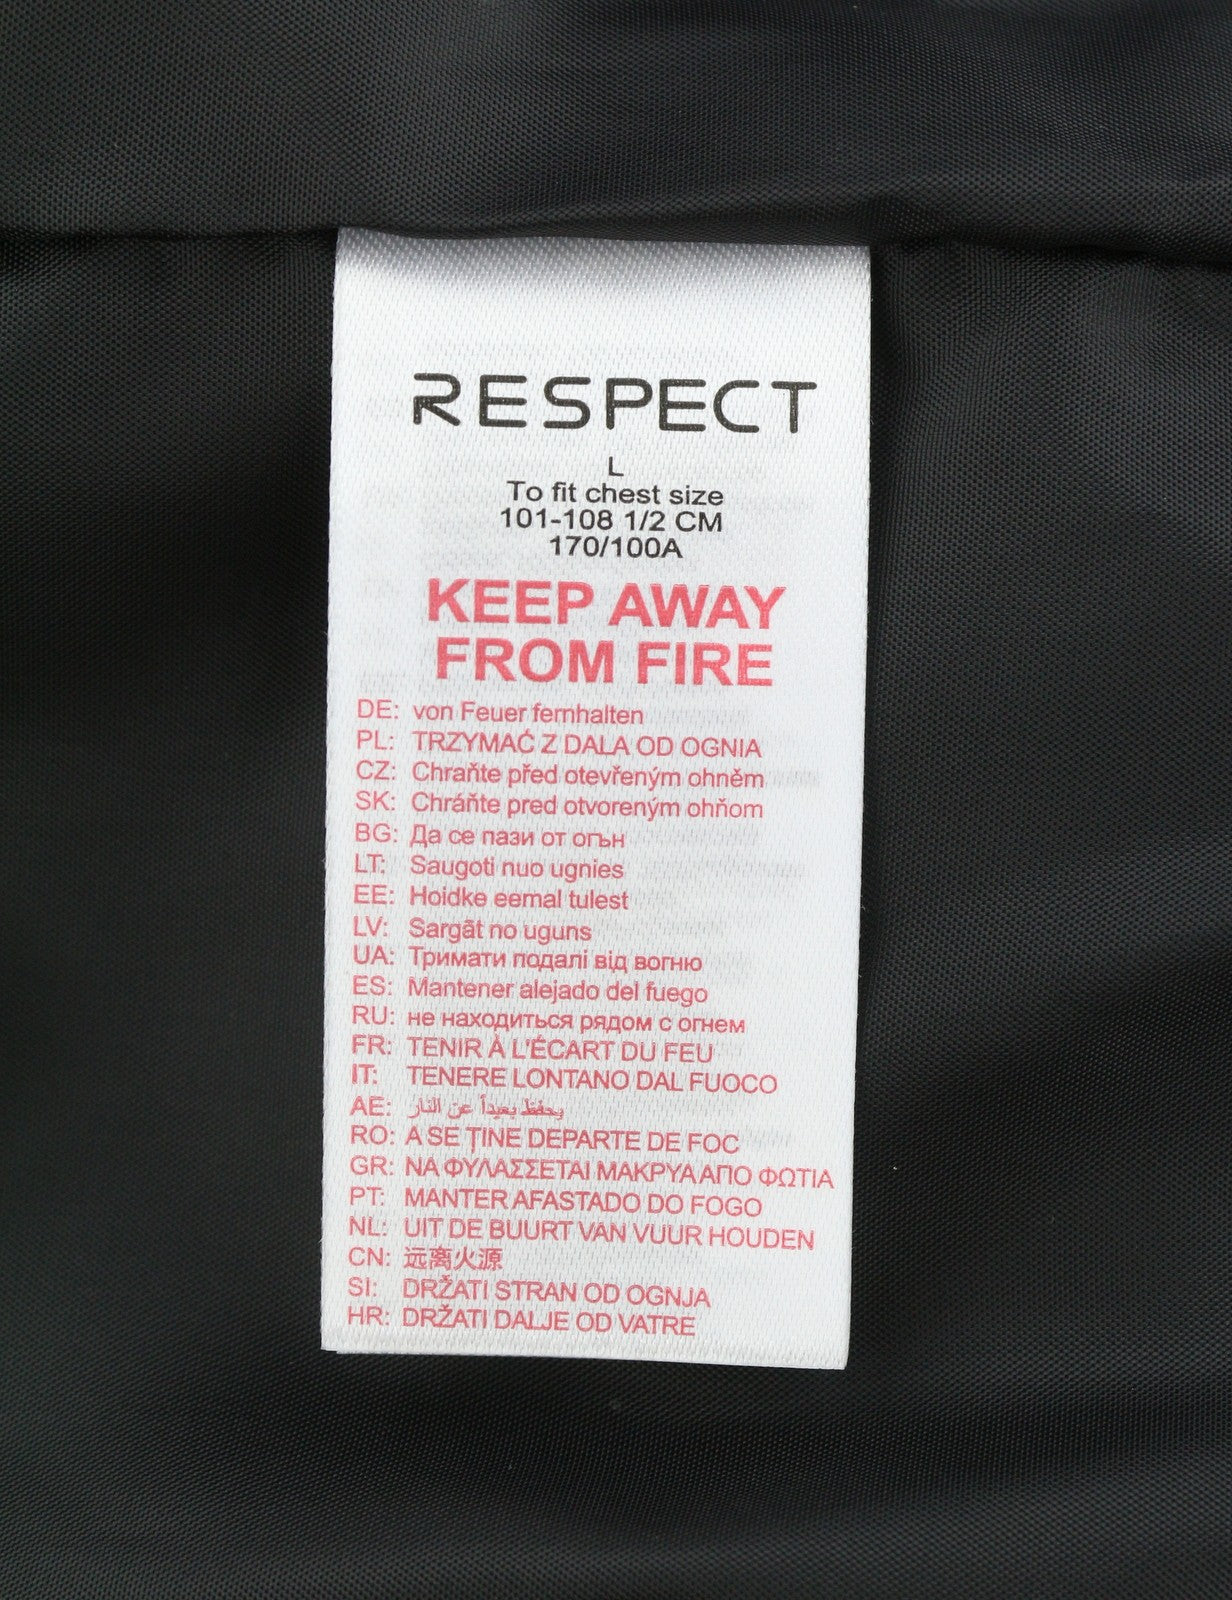 RESPECT
L
To fit chest size
101-108 1/2 CM
170/100A
KEEP AWAY
FROM FIRE
DE: von Feuer fernhalten
PL: TRZYMAĆ Z DALA OD OGNIA
CZ: Chraňte před otevřeným ohněm
SK: Chráňte pred otvoreným ohňom
BG: Да се пази от огън
LT: Saugoti nuo ugnies
EE: Hoidke eemal tulest
LV: Sargāt no uguns
UA: Тримати подалі від вогню
ES: Mantener alejado del fuego
RU: не находиться рядом с огнем
FR: TENIR À L'ÉCART DU FEU
IT: TENERE LONTANO DAL FUOCO
AE: يحفظ بعيداً عن النار
RO: A SE ȚINE DEPARTE DE FOC
GR: ΝΑ ΦΥΛΑΣΣΕΤΑΙ ΜΑΚΡΥΑ ΑΠΟ ΦΩΤΙΑ
PT: MANTER AFASTADO DO FOGO
NL: UIT DE BUURT VAN VUUR HOUDEN
CN: 远离火源
SI: DRŽATI STRAN OD OGNJA
HR: DRŽATI DALJE OD VATRE